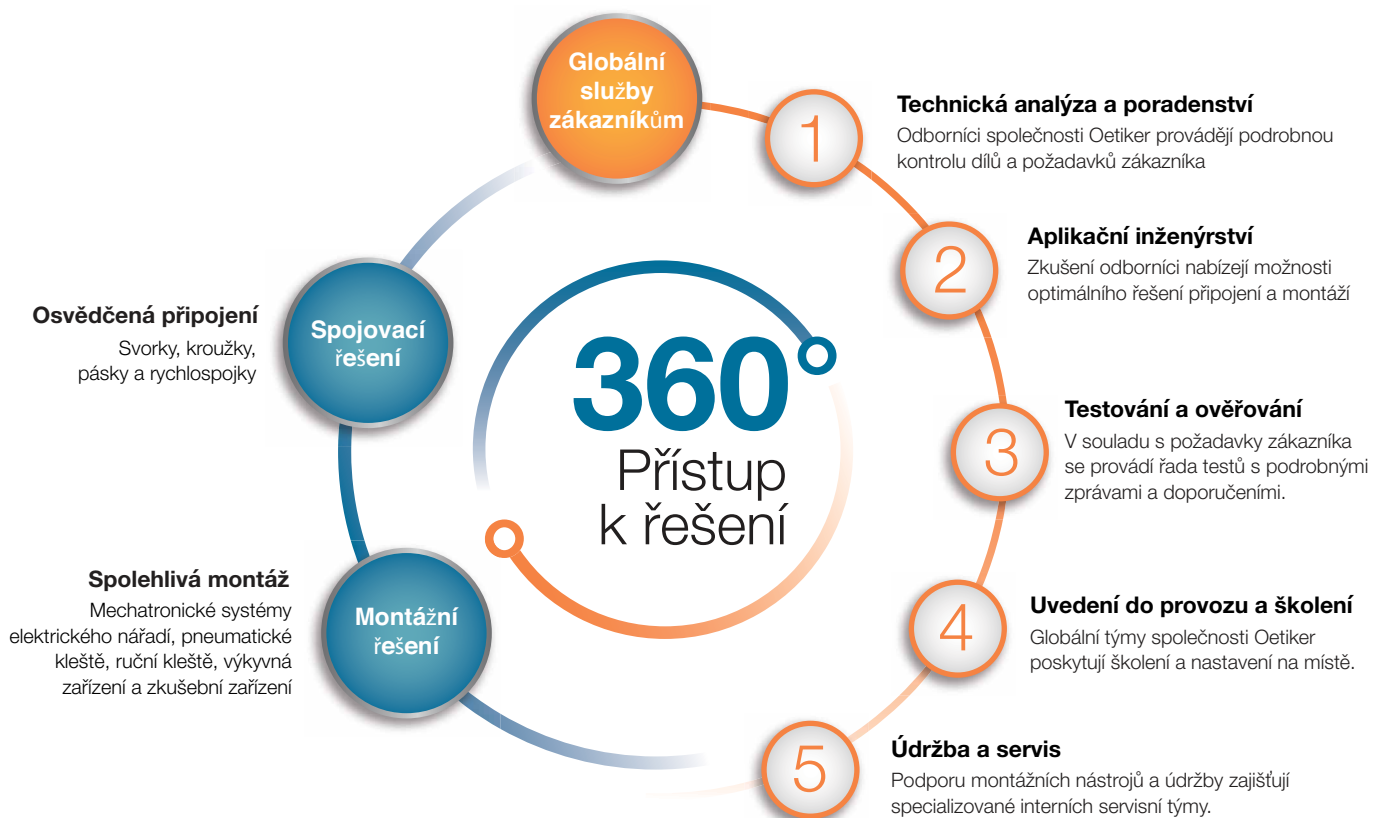 Globální
služby
zákazníkům
1
Technická analýza a poradenství
Odborníci společnosti Oetiker provádějí podrobnou
kontrolu dílů a požadavků zákazníka
2
Aplikační inženýrství
Zkušení odborníci nabízejí možnosti
optimálního řešení připojení a montáží
3
Testování a ověřování
V souladu s požadavky zákazníka
se provádí řada testů s podrobnými
zprávami a doporučeními.
4
Uvedení do provozu a školení
Globální týmy společnosti Oetiker
poskytují školení a nastavení na místě.
5
Údržba a servis
Podporu montážních nástrojů a údržby zajišťují
specializované interních servisní týmy.
Osvědčená připojení
Svorky, kroužky,
pásky a rychlospojky
Spojovací
řešení
Spolehlivá montáž
Mechatronické systémy
elektrického nářadí, pneumatické
kleště, ruční kleště, výkyvná
zařízení a zkušební zařízení
Montážní
řešení
360°
Přístup
k řešení